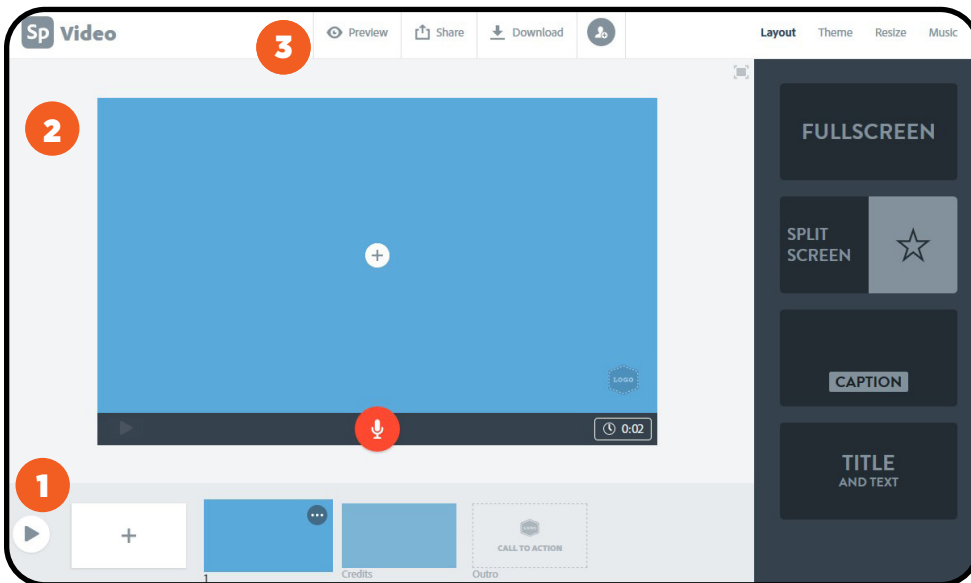 Sp Video
3
Preview
Share
Download
Layout
Theme
Resize
Music
2
FULLSCREEN
SPLIT
SCREEN
LOGO
CAPTION
0:02
TITLE
AND TEXT
1
+
CALL TO ACTION
1
Credits
Outro